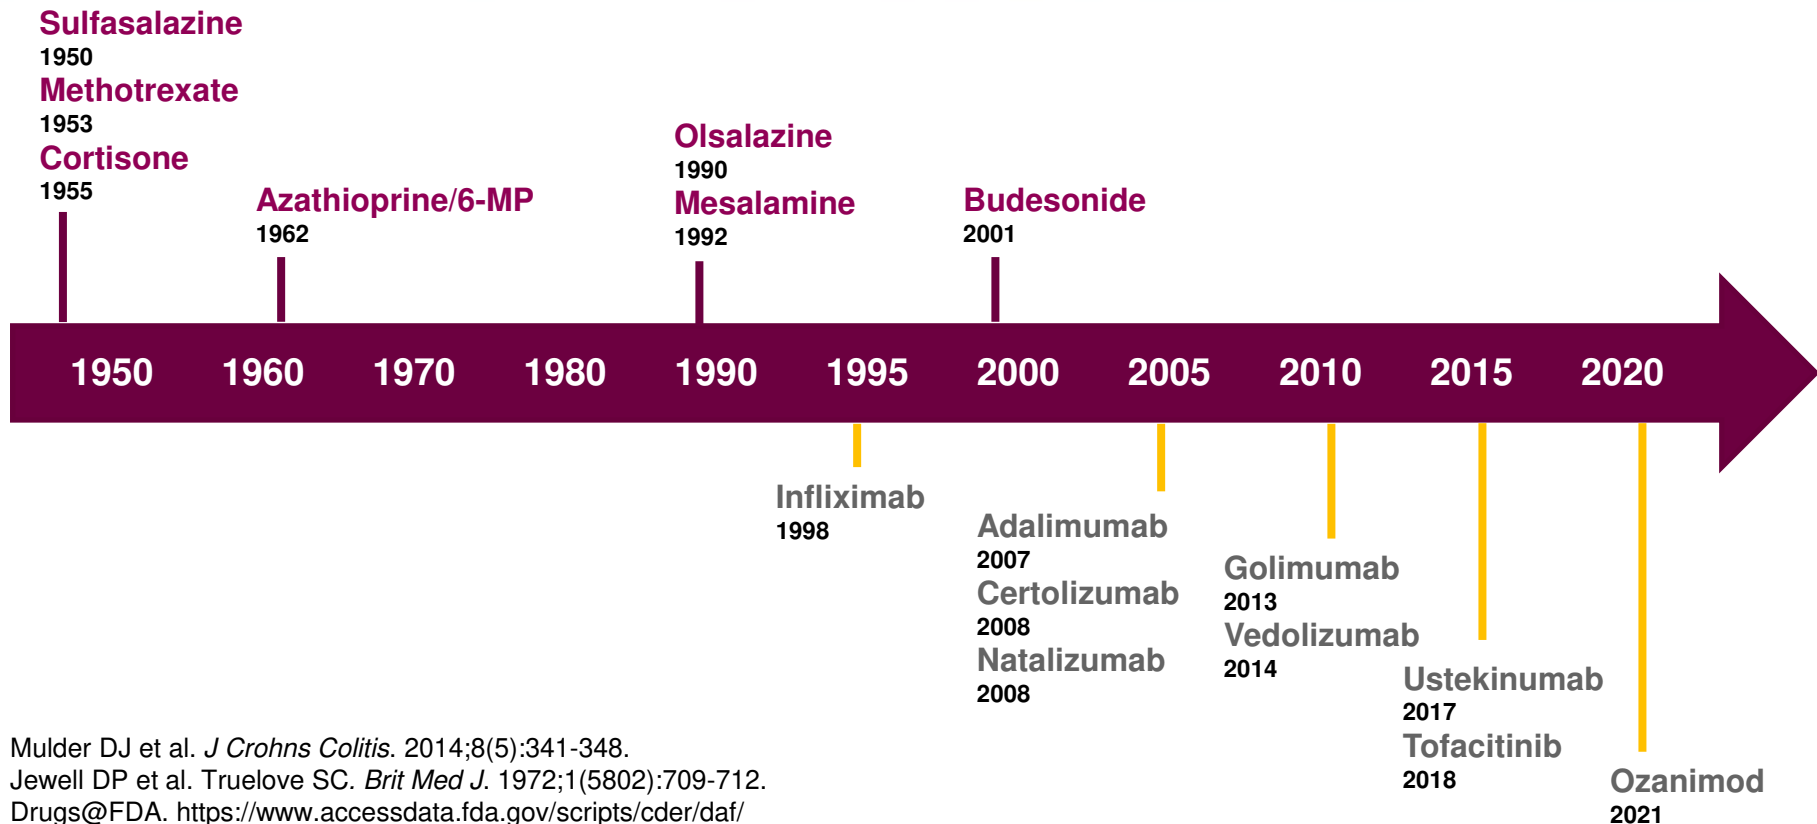 Sulfasalazine
1950
Methotrexate
1953
Cortisone
1955
Azathioprine/6-MP
1962
Olsalazine
1990
Mesalamine
1992
Budesonide
2001
1950 1960 1970 1980 1990 1995 2000 2005 2010 2015 2020
Infliximab
1998
Adalimumab
2007
Certolizumab
2008
Natalizumab
2008
Golimumab
2013
Vedolizumab
2014
Ustekinumab
2017
Tofacitinib
2018
Ozanimod
2021
Mulder DJ et al. J Crohns Colitis. 2014;8(5):341-348.
Jewell DP et al. Truelove SC. Brit Med J. 1972;1(5802):709-712.
Drugs@FDA. https://www.accessdata.fda.gov/scripts/cder/daf/